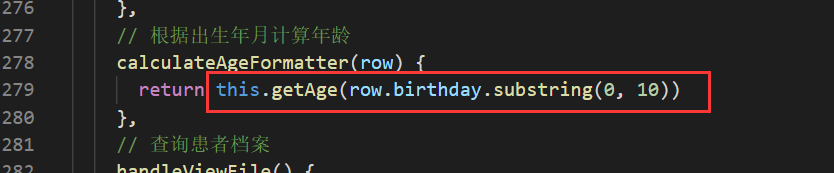 276 },
277 // 根据出生年月计算年龄
278 calculateAgeFormatter(row) {
279 return this.getAge(row.birthday.substring(0, 10))
280 },
281 // 查询患者档案
282 handleViewFile() {